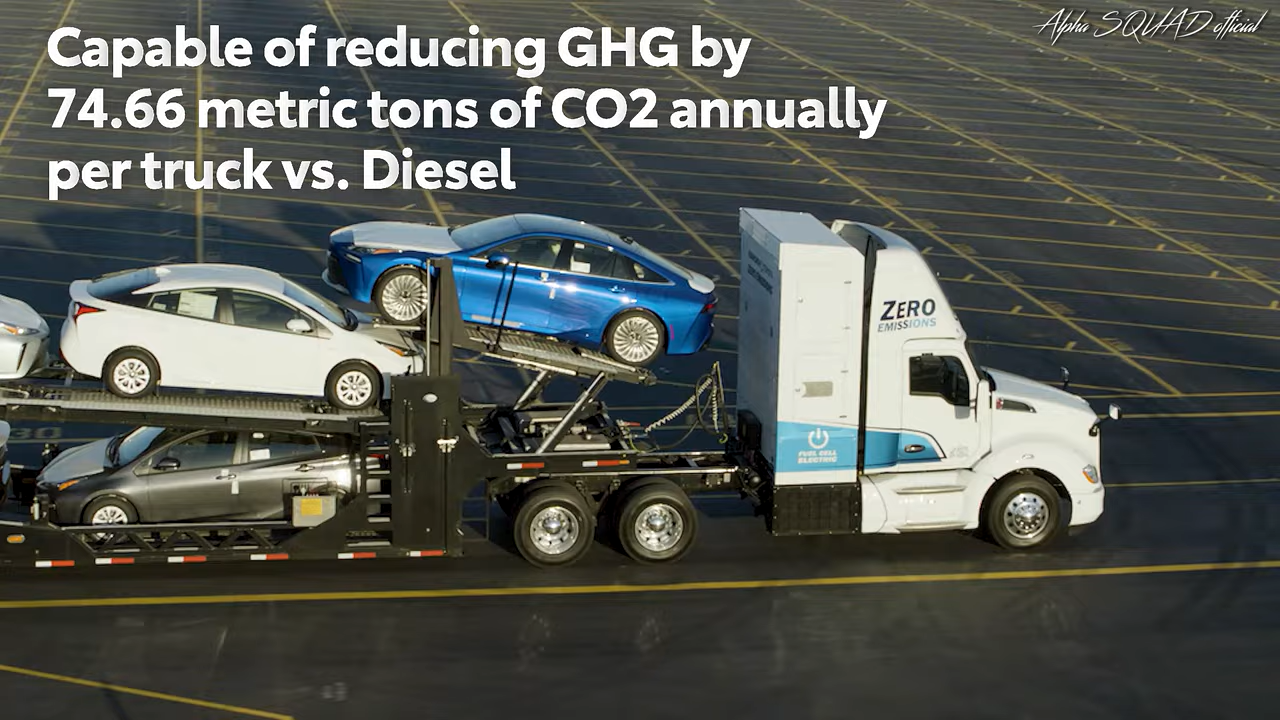 Capable of reducing GHG by
74.66 metric tons of CO2 annually
per truck vs. Diesel
Alpha SQUAD official
ZERO
EMISSIONS
FUEL CELL
ELECTRIC